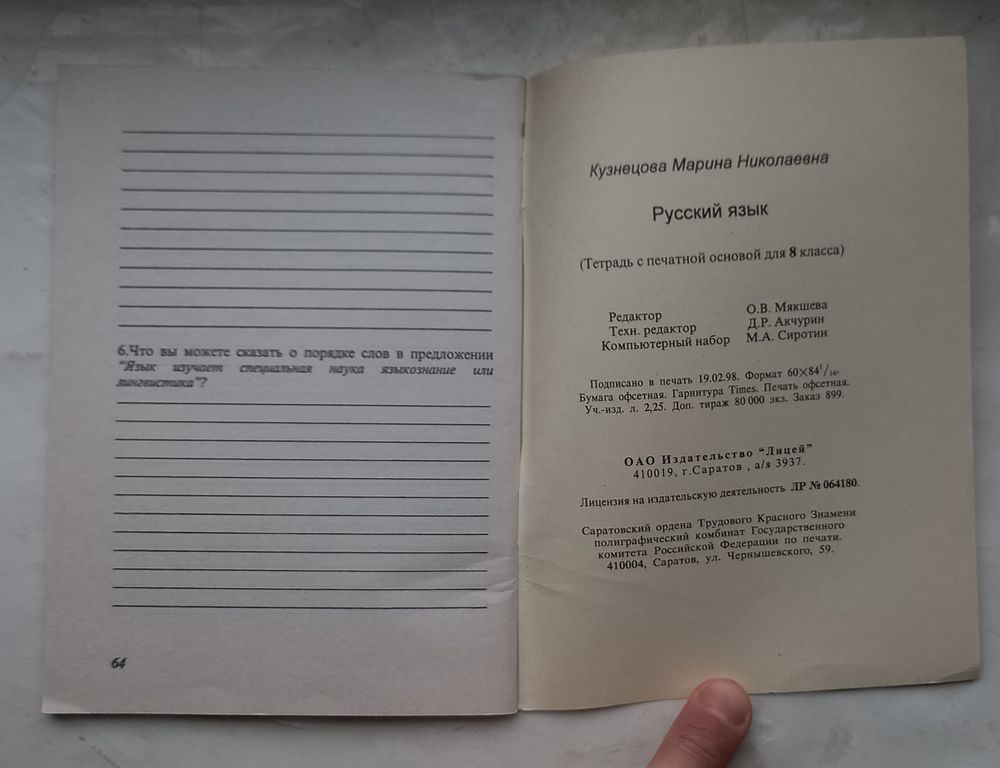 6.Что вы можете сказать о порядке слов в предложении
"Язык изучает специальная наука языкознание или
лингвистика"?
64
Кузнецова Марина Николаевна
Русский язык
(Тетрадь с печатной основой для 8 класса)
Редактор О.В. Мякшева
Техн. редактор Д.Р. Акчурин
Компьютерный набор М.А. Сиротин
Подписано в печать 19.02.98. Формат 60×84¹/₁₆.
Бумага офсетная. Гарнитура Times. Печать офсетная.
Уч.-изд. л. 2,25. Доп. тираж 80 000 экз. Заказ 899.
ОАО Издательство "Лицей"
410019, г.Саратов , а/я 3937.
Лицензия на издательскую деятельность ЛР № 064180.
Саратовский ордена Трудового Красного Знамени
полиграфический комбинат Государственного
комитета Российской Федерации по печати.
410004, Саратов, ул. Чернышевского, 59.